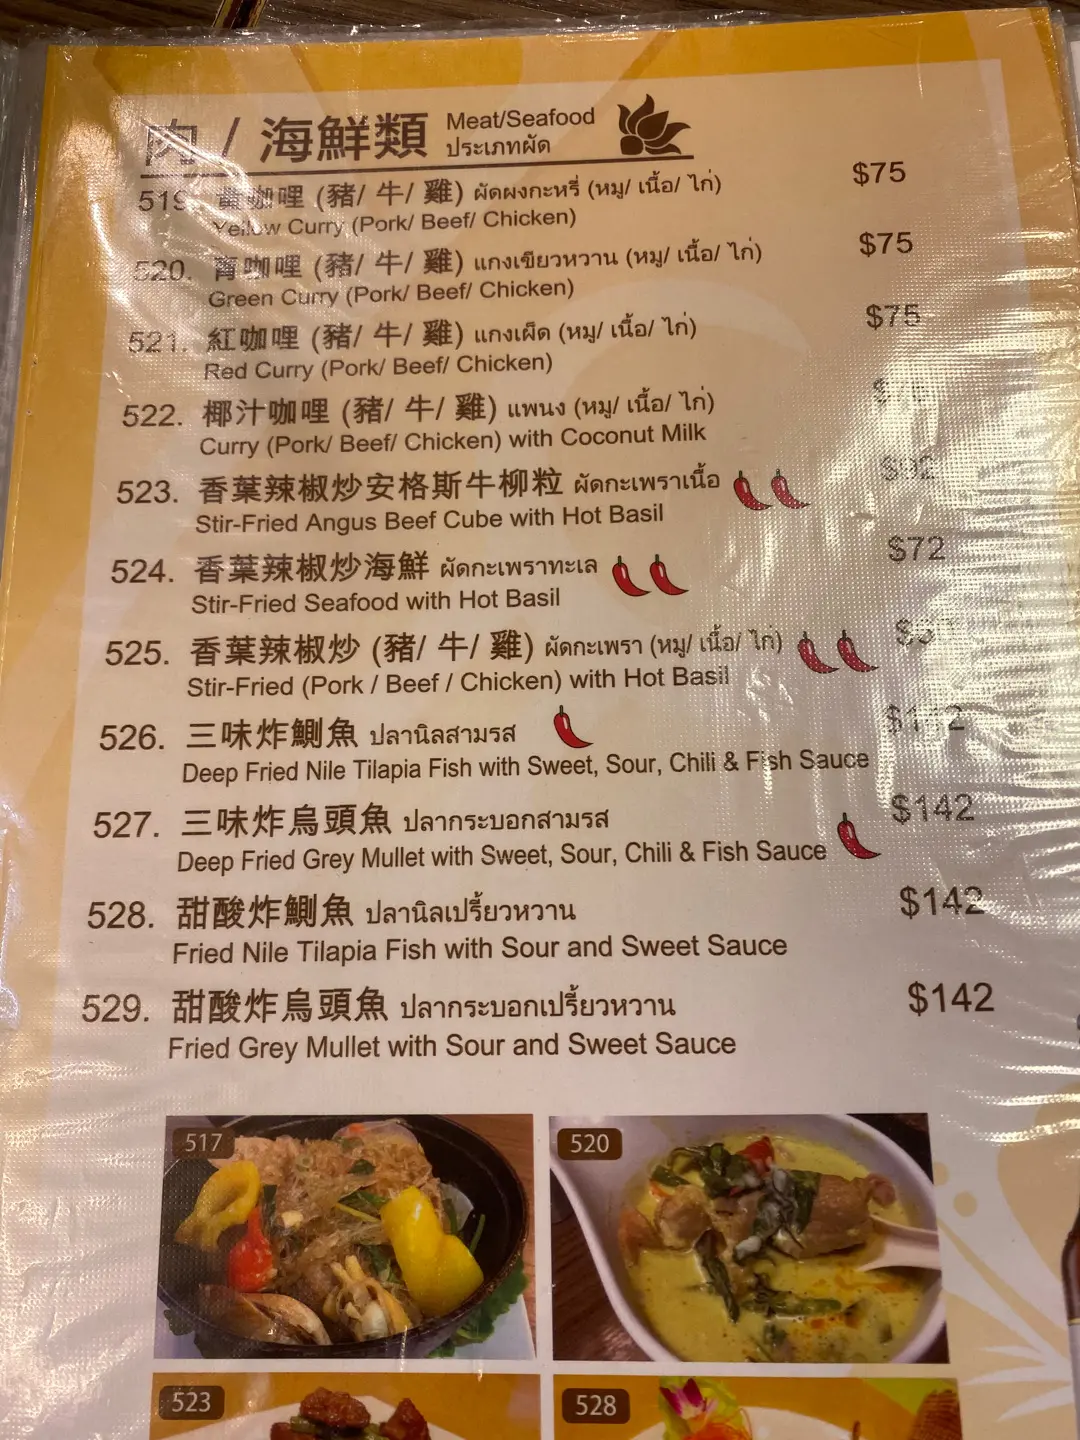 肉 / 海鮮類 Meat/Seafood
ประเภทผัด
519. 黃咖哩 (豬/ 牛/ 雞) ผัดผงกะหรี่ (หมู/ เนื้อ/ ไก่) $75
Yellow Curry (Pork/ Beef/ Chicken)
520. 青咖哩 (豬/ 牛/ 雞) แกงเขียวหวาน (หมู/ เนื้อ/ ไก่) $75
Green Curry (Pork/ Beef/ Chicken)
521. 紅咖哩 (豬/ 牛/ 雞) แกงเผ็ด (หมู/ เนื้อ/ ไก่) $75
Red Curry (Pork/ Beef/ Chicken)
522. 椰汁咖哩 (豬/ 牛/ 雞) แพนง (หมู/ เนื้อ/ ไก่)
Curry (Pork/ Beef/ Chicken) with Coconut Milk
523. 香葉辣椒炒安格斯牛柳粒 ผัดกะเพราเนื้อ
Stir-Fried Angus Beef Cube with Hot Basil
524. 香葉辣椒炒海鮮 ผัดกะเพราทะเล $72
Stir-Fried Seafood with Hot Basil
525. 香葉辣椒炒 (豬/ 牛/ 雞) ผัดกะเพรา (หมู/ เนื้อ/ ไก่)
Stir-Fried (Pork / Beef / Chicken) with Hot Basil
526. 三味炸鰂魚 ปลานิลสามรส
Deep Fried Nile Tilapia Fish with Sweet, Sour, Chili & Fish Sauce
527. 三味炸烏頭魚 ปลากระบอกสามรส $142
Deep Fried Grey Mullet with Sweet, Sour, Chili & Fish Sauce
528. 甜酸炸鰂魚 ปลานิลเปรี้ยวหวาน $142
Fried Nile Tilapia Fish with Sour and Sweet Sauce
529. 甜酸炸烏頭魚 ปลากระบอกเปรี้ยวหวาน $142
Fried Grey Mullet with Sour and Sweet Sauce
517
520
523
528